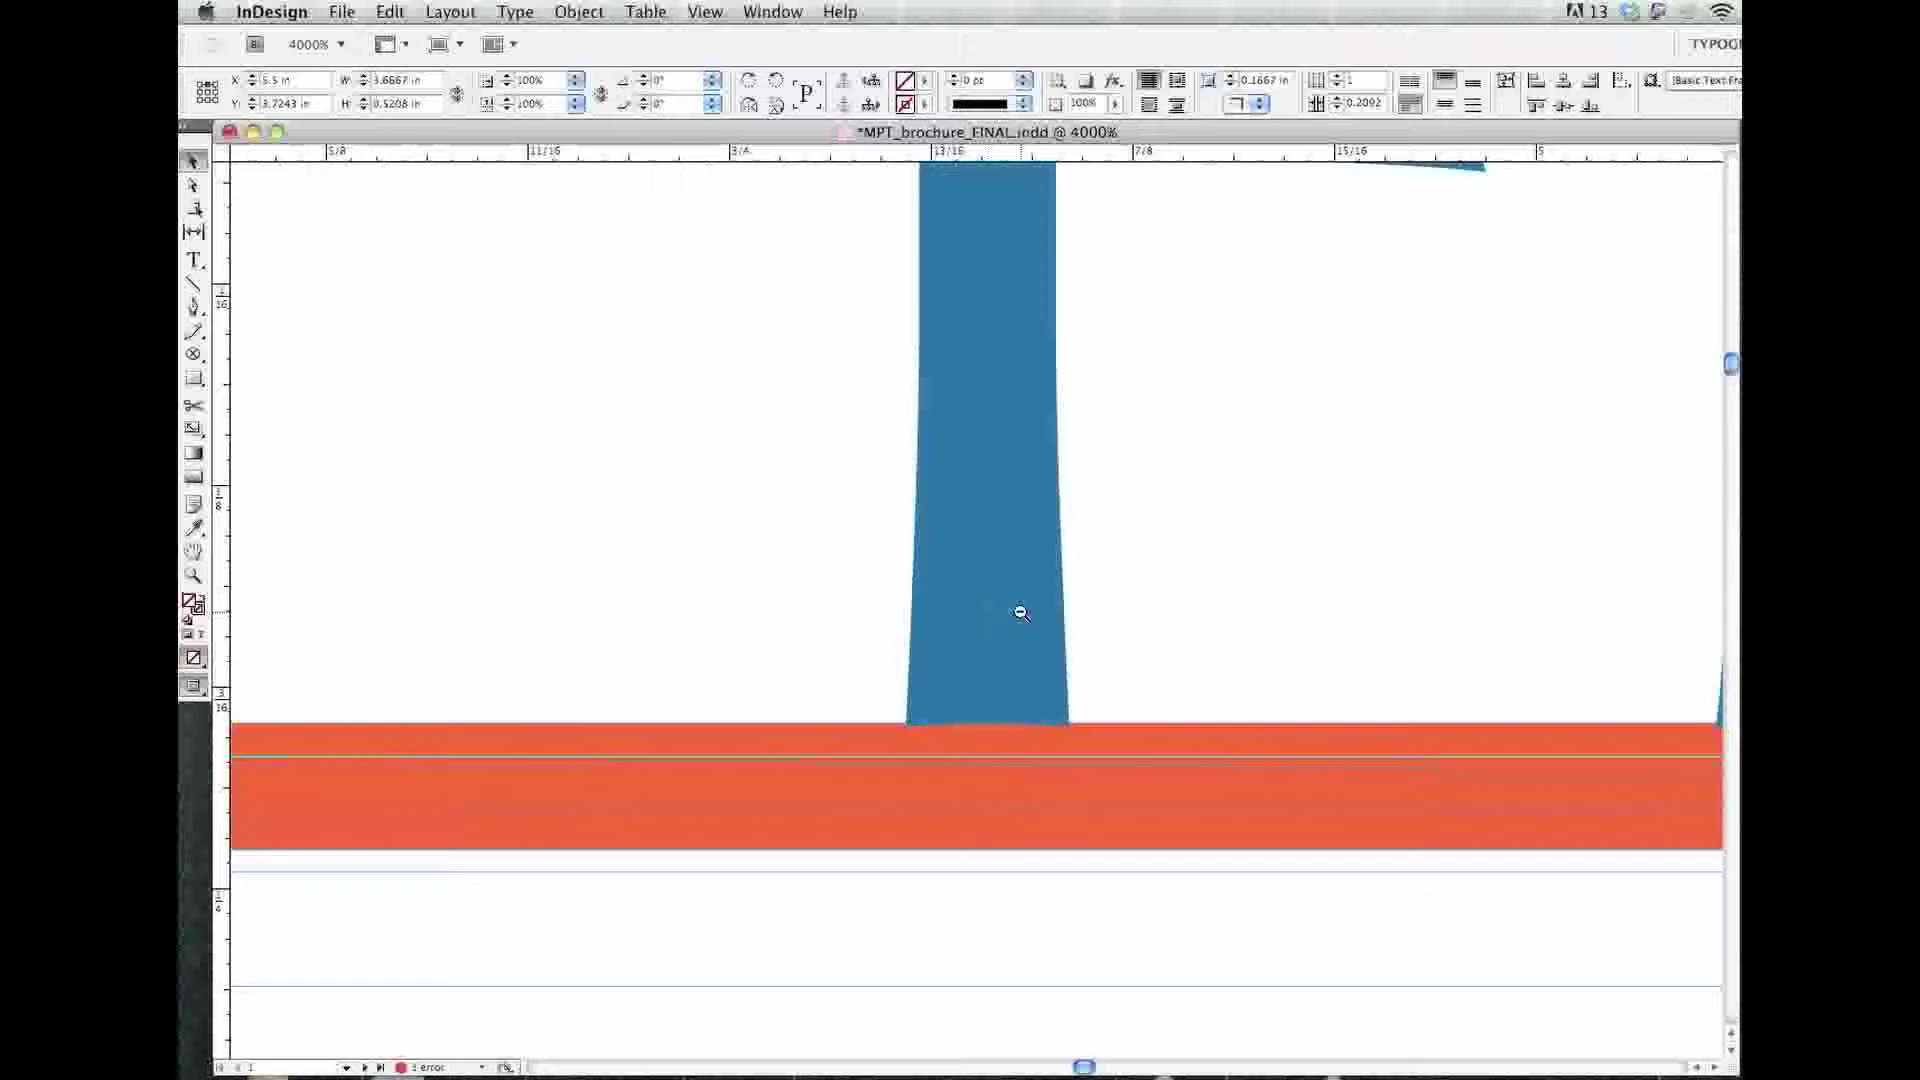 InDesign File Edit Layout Type Object Table View Window Help 13
Br 4000% TYPOG
X: 5.5 in W: 3.6667 in 100% 0° 0 pt fx. 0.1667 in 1 [Basic Text Fra
Y: 3.7243 in H: 0.5208 in 100% 0° P 100% 0.2092
*MPT_brochure_FINAL.indd @ 4000%
5/8 11/16 3/4 13/16 7/8 15/16 5
1 error